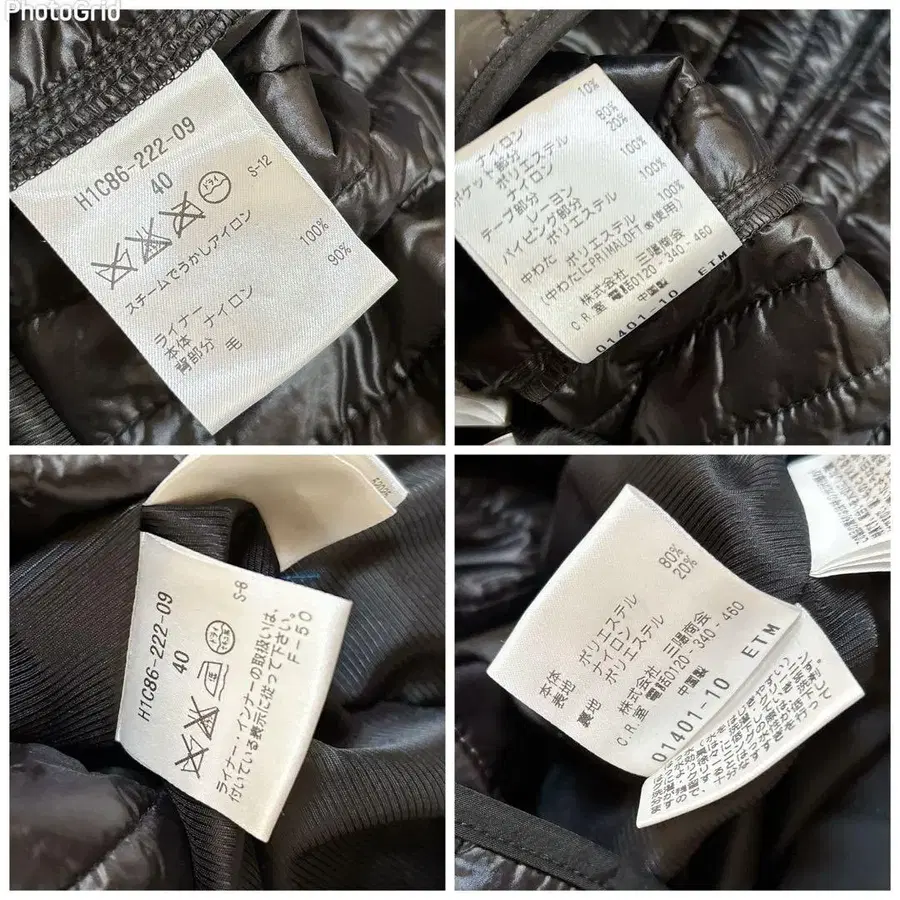 PhotoGrid
H1C86-222-09
40
ドライ
S-12
スチームでうかしアイロン
ライナー
本体 ナイロン 100%
背部分 毛 90%
ナイロン 10%
ポケット部分
ポリエステル 80%
ナイロン 20%
テープ部分
レーヨン 100%
パイピング部分
ポリエステル 100%
中わた ポリエステル 100%
(中わたにPRIMALOFT®使用)
株式会社 三陽商会
C.R.室 電話0120-340-460
中国製
01401-10 ETM
H1C86-222-09
40
S-8
ドライ
ライナー・インナーの取扱いは、
付いている表示に従って下さい。
F-50
本体
表地 ポリエステル 80%
ナイロン 20%
裏地 ポリエステル
株式会社 三陽商会
C.R.室 電話0120-340-460
中国製
01401-10 ETM